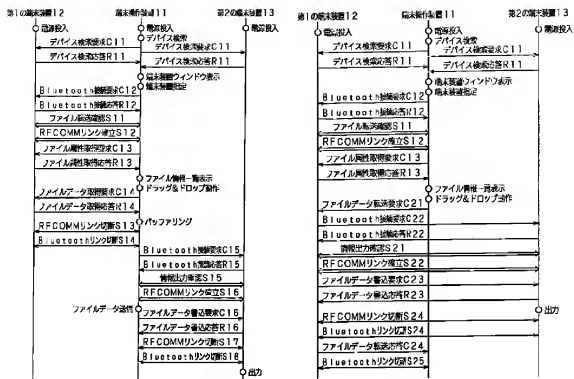 第1の端末装置12
端末操作装置11
第2の端末装置13
電源投入
電源投入
電源投入
デバイス検索
デバイス検索要求C11
デバイス検索要求C11
デバイス検索応答R11
デバイス検索応答R11
端末装置ウィンドウ表示
端末装置指定
Bluetooth接続要求C12
Bluetooth接続応答R12
ファイル転送確認S11
RFCOMMリンク確立S12
ファイル属性取得要求C13
ファイル属性取得応答R13
ファイル情報一覧表示
ドラッグ&ドロップ動作
ファイルデータ取得要求C14
ファイルデータ取得応答R14
バッファリング
RFCOMMリンク切断S13
Bluetoothリンク切断S14
Bluetooth接続要求C15
Bluetooth接続応答R15
情報出力確認S15
RFCOMMリンク確立S16
ファイルデータ送信
ファイルデータ書込要求C16
ファイルデータ書込応答R16
RFCOMMリンク切断S17
Bluetoothリンク切断S18
出力
第1の端末装置12
端末操作装置11
第2の端末装置13
電源投入
電源投入
電源投入
デバイス検索
デバイス検索要求C11
デバイス検索要求C11
デバイス検索応答R11
デバイス検索応答R11
端末装置ウィンドウ表示
端末装置指定
Bluetooth接続要求C12
Bluetooth接続応答R12
ファイル転送確認S11
RFCOMMリンク確立S12
ファイル属性取得要求C13
ファイル属性取得応答R13
ファイル情報一覧表示
ドラッグ&ドロップ動作
ファイルデータ転送要求C21
Bluetooth接続要求C22
Bluetooth接続応答R22
情報出力確認S21
RFCOMMリンク確立S22
ファイルデータ書込要求C23
ファイルデータ書込応答R23
出力
RFCOMMリンク切断S24
Bluetoothリンク切断S24
ファイルデータ転送応答C24
Bluetoothリンク切断S25